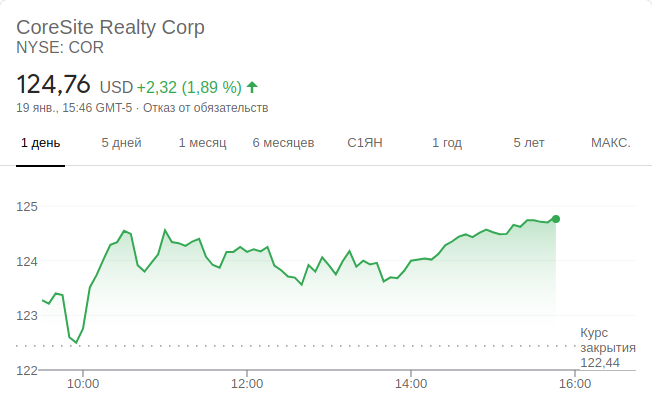 CoreSite Realty Corp
NYSE: COR
124,76 USD +2,32 (1,89 %)
19 янв., 15:46 GMT-5 · Отказ от обязательств
1 день 5 дней 1 месяц 6 месяцев С1ЯН 1 год 5 лет МАКС.
125
124
123
Курс
закрытия
122,44
122
10:00 12:00 14:00 16:00